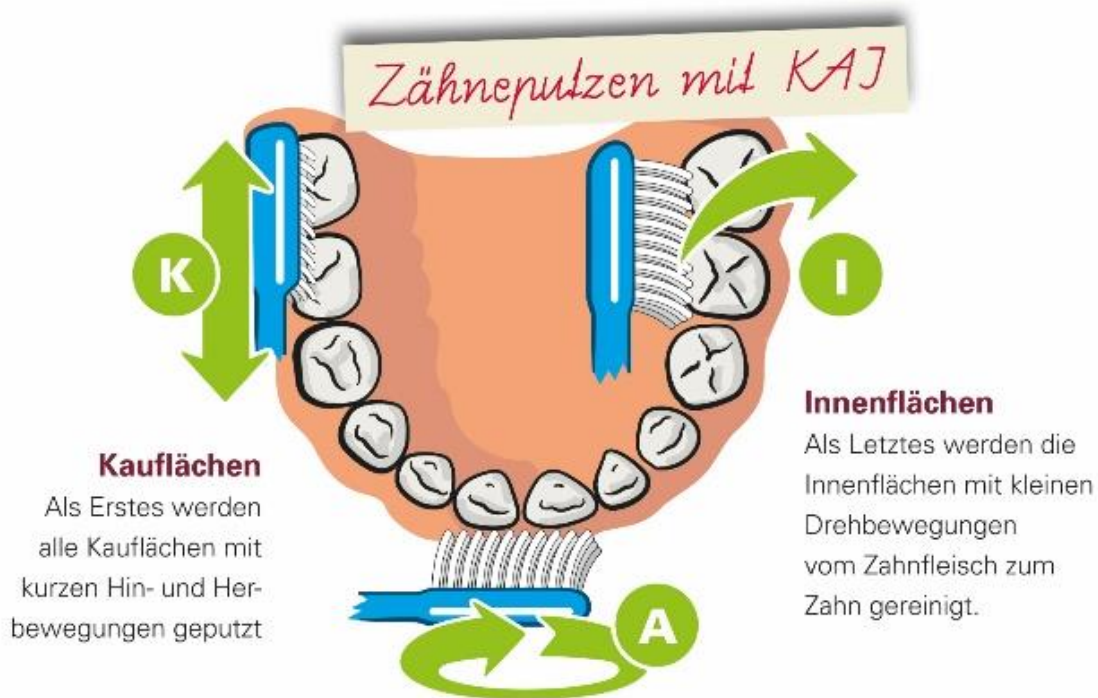 Zähneputzen mit KAI
K
I
Kauflächen
Als Erstes werden
alle Kauflächen mit
kurzen Hin- und Her-
bewegungen geputzt
Innenflächen
Als Letztes werden die
Innenflächen mit kleinen
Drehbewegungen
vom Zahnfleisch zum
Zahn gereinigt.
A